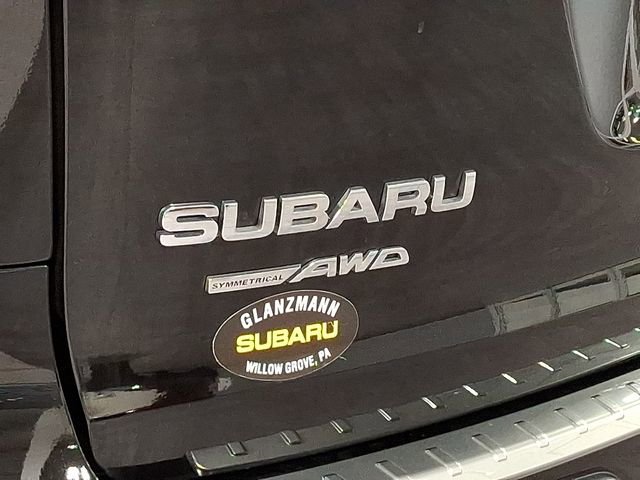 SUBARU
SYMMETRICAL AWD
GLANZMANN
SUBARU
WILLOW GROVE, PA